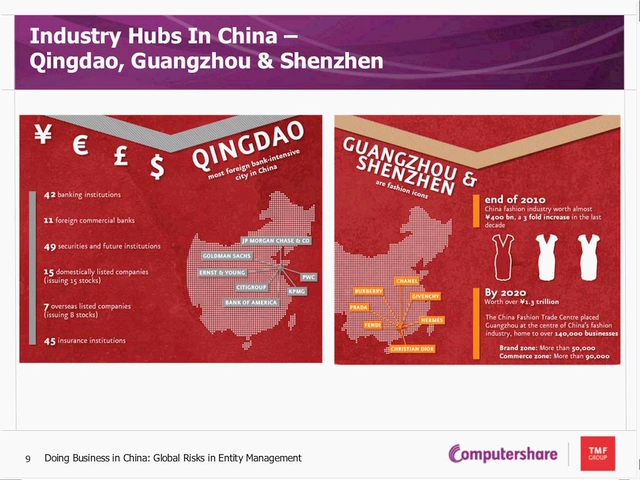 Industry Hubs In China –
Qingdao, Guangzhou & Shenzhen
¥ € £ $
QINGDAO
most foreign bank-intensive
city in China
42 banking institutions
11 foreign commercial banks
49 securities and future institutions
15 domestically listed companies
(issuing 15 stocks)
7 overseas listed companies
(issuing 8 stocks)
45 insurance institutions
JP MORGAN CHASE & CO
GOLDMAN SACHS
ERNST & YOUNG
PWC
CITIGROUP
KPMG
BANK OF AMERICA
GUANGZHOU &
SHENZHEN
are fashion icons
end of 2010
China fashion industry worth almost
¥400 bn, a 3 fold increase in the last
decade
CHANEL
BURBERRY
GIVENCHY
PRADA
HERMES
FENDI
CHRISTIAN DIOR
By 2020
Worth over ¥1.3 trillion
The China Fashion Trade Centre placed
Guangzhou at the centre of China's fashion
industry, home to over 140,000 businesses
Brand zone: More than 50,000
Commerce zone: More than 90,000
9 Doing Business in China: Global Risks in Entity Management
Computershare
TMF
GROUP